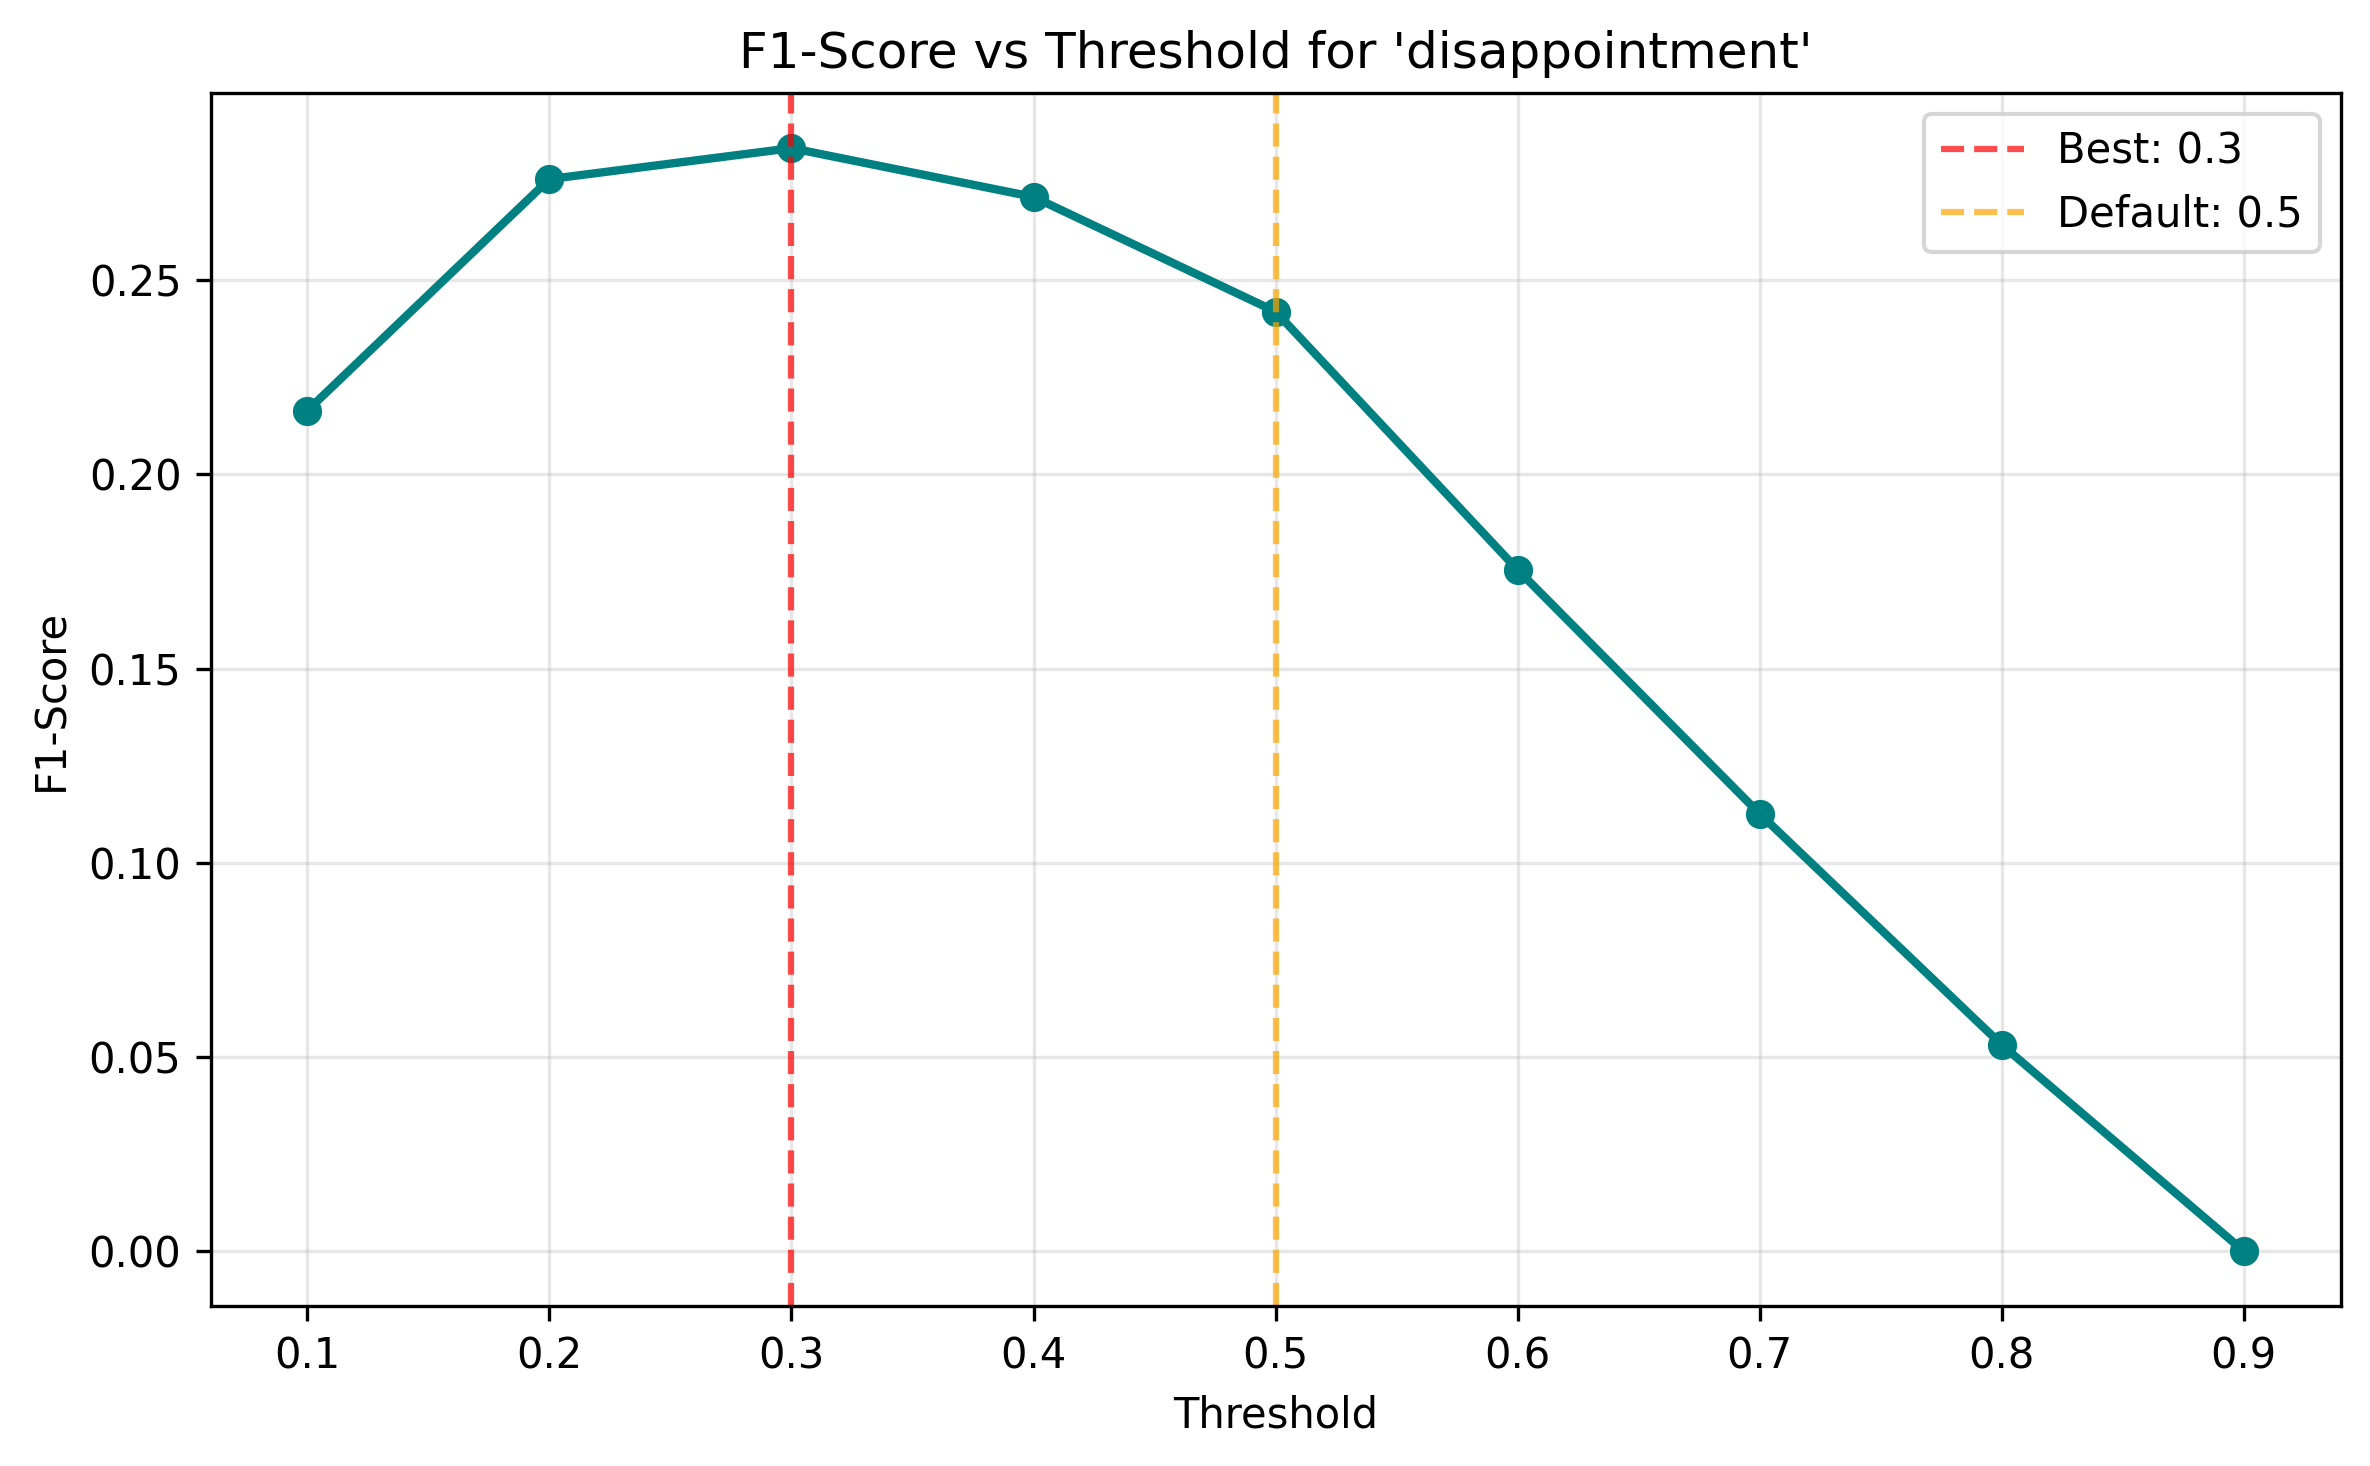 F1-Score vs Threshold for 'disappointment'
Best: 0.3
Default: 0.5
0.25
0.20
0.15
0.10
0.05
0.00
F1-Score
0.1 0.2 0.3 0.4 0.5 0.6 0.7 0.8 0.9
Threshold